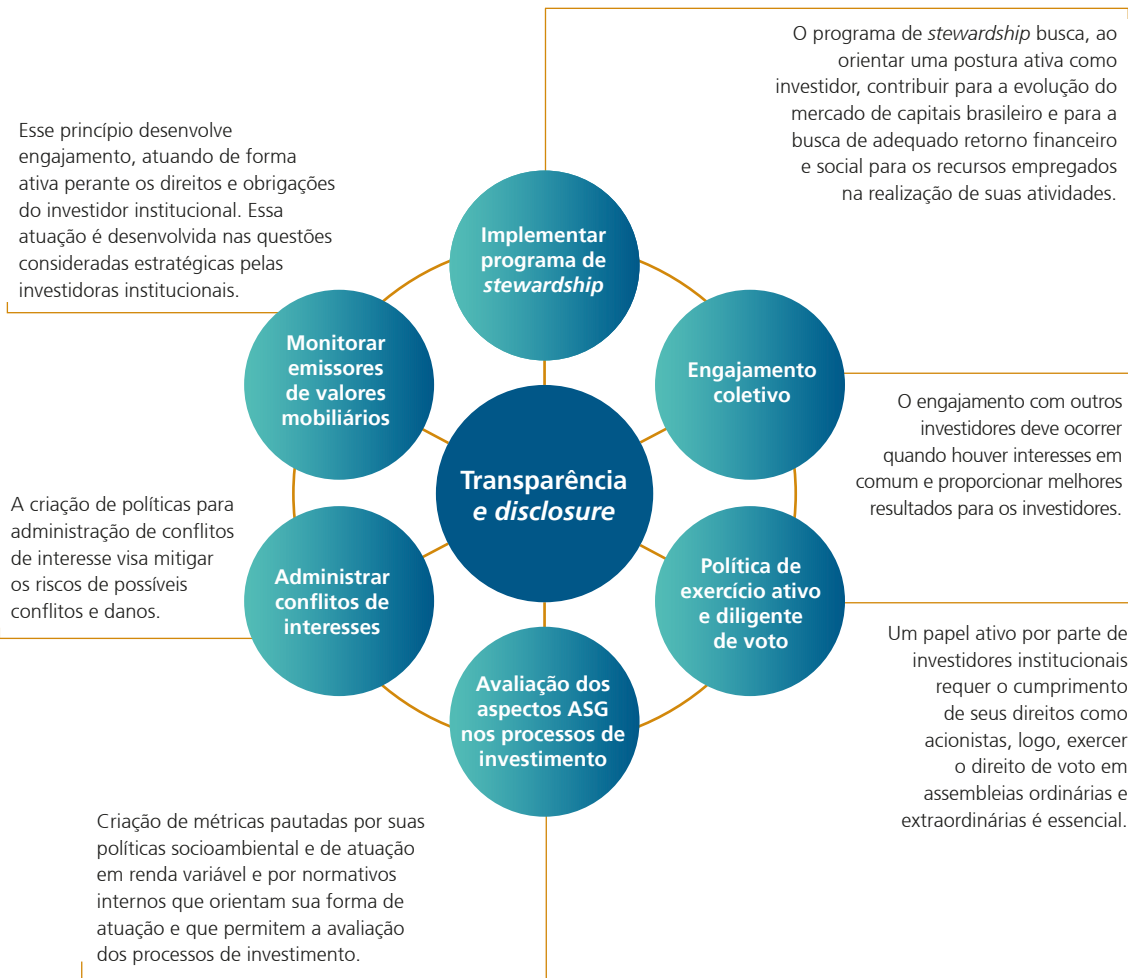 O programa de stewardship busca, ao
orientar uma postura ativa como
investidor, contribuir para a evolução do
mercado de capitais brasileiro e para a
busca de adequado retorno financeiro
e social para os recursos empregados
na realização de suas atividades.
Esse princípio desenvolve
engajamento, atuando de forma
ativa perante os direitos e obrigações
do investidor institucional. Essa
atuação é desenvolvida nas questões
consideradas estratégicas pelas
investidoras institucionais.
Implementar
programa de
stewardship
Monitorar
emissores
de valores
mobiliários
Engajamento
coletivo
O engajamento com outros
investidores deve ocorrer
quando houver interesses em
comum e proporcionar melhores
resultados para os investidores.
Transparência
e disclosure
A criação de políticas para
administração de conflitos
de interesse visa mitigar
os riscos de possíveis
conflitos e danos.
Administrar
conflitos de
interesses
Política de
exercício ativo
e diligente
de voto
Um papel ativo por parte de
investidores institucionais
requer o cumprimento
de seus direitos como
acionistas, logo, exercer
o direito de voto em
assembleias ordinárias e
extraordinárias é essencial.
Avaliação dos
aspectos ASG
nos processos de
investimento
Criação de métricas pautadas por suas
políticas socioambiental e de atuação
em renda variável e por normativos
internos que orientam sua forma de
atuação e que permitem a avaliação
dos processos de investimento.